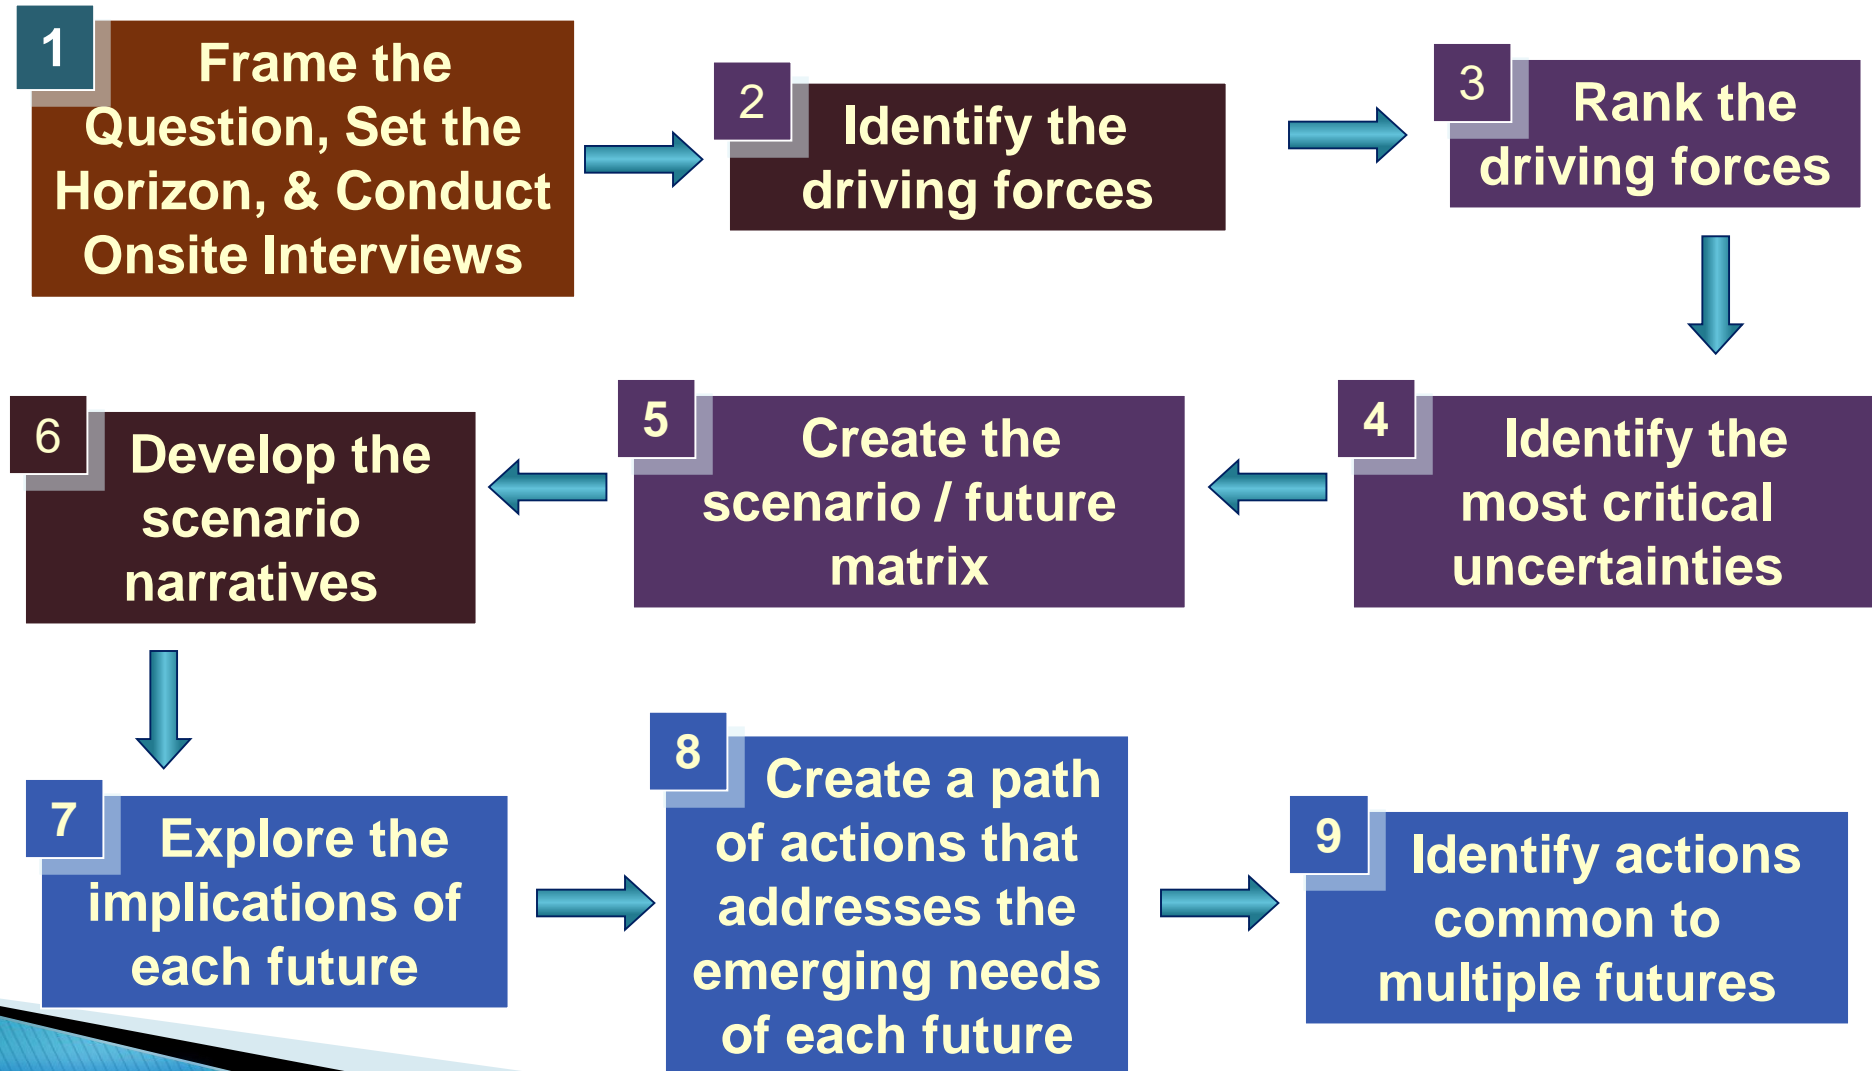 1
Frame the
Question, Set the
Horizon, & Conduct
Onsite Interviews
2
Identify the
driving forces
3
Rank the
driving forces
4
Identify the
most critical
uncertainties
5
Create the
scenario / future
matrix
6
Develop the
scenario
narratives
7
Explore the
implications of
each future
8
Create a path
of actions that
addresses the
emerging needs
of each future
9
Identify actions
common to
multiple futures